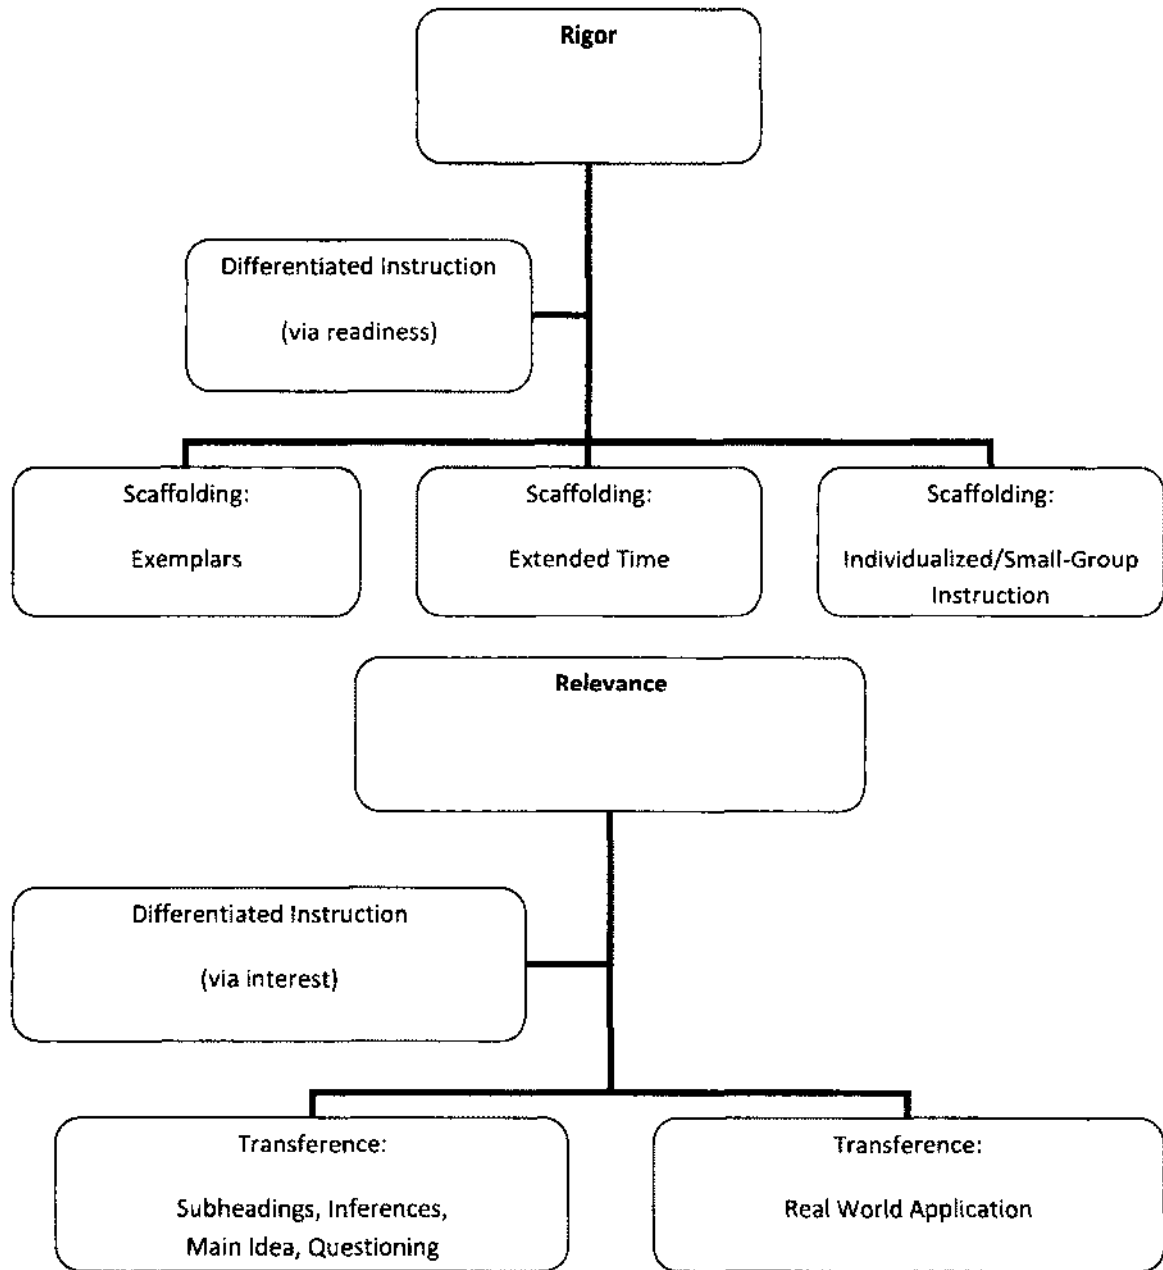 Rigor
Differentiated Instruction
(via readiness)
Scaffolding:
Exemplars
Scaffolding:
Extended Time
Scaffolding:
Individualized/Small-Group
Instruction
Relevance
Differentiated Instruction
(via interest)
Transference:
Subheadings, Inferences,
Main Idea, Questioning
Transference:
Real World Application